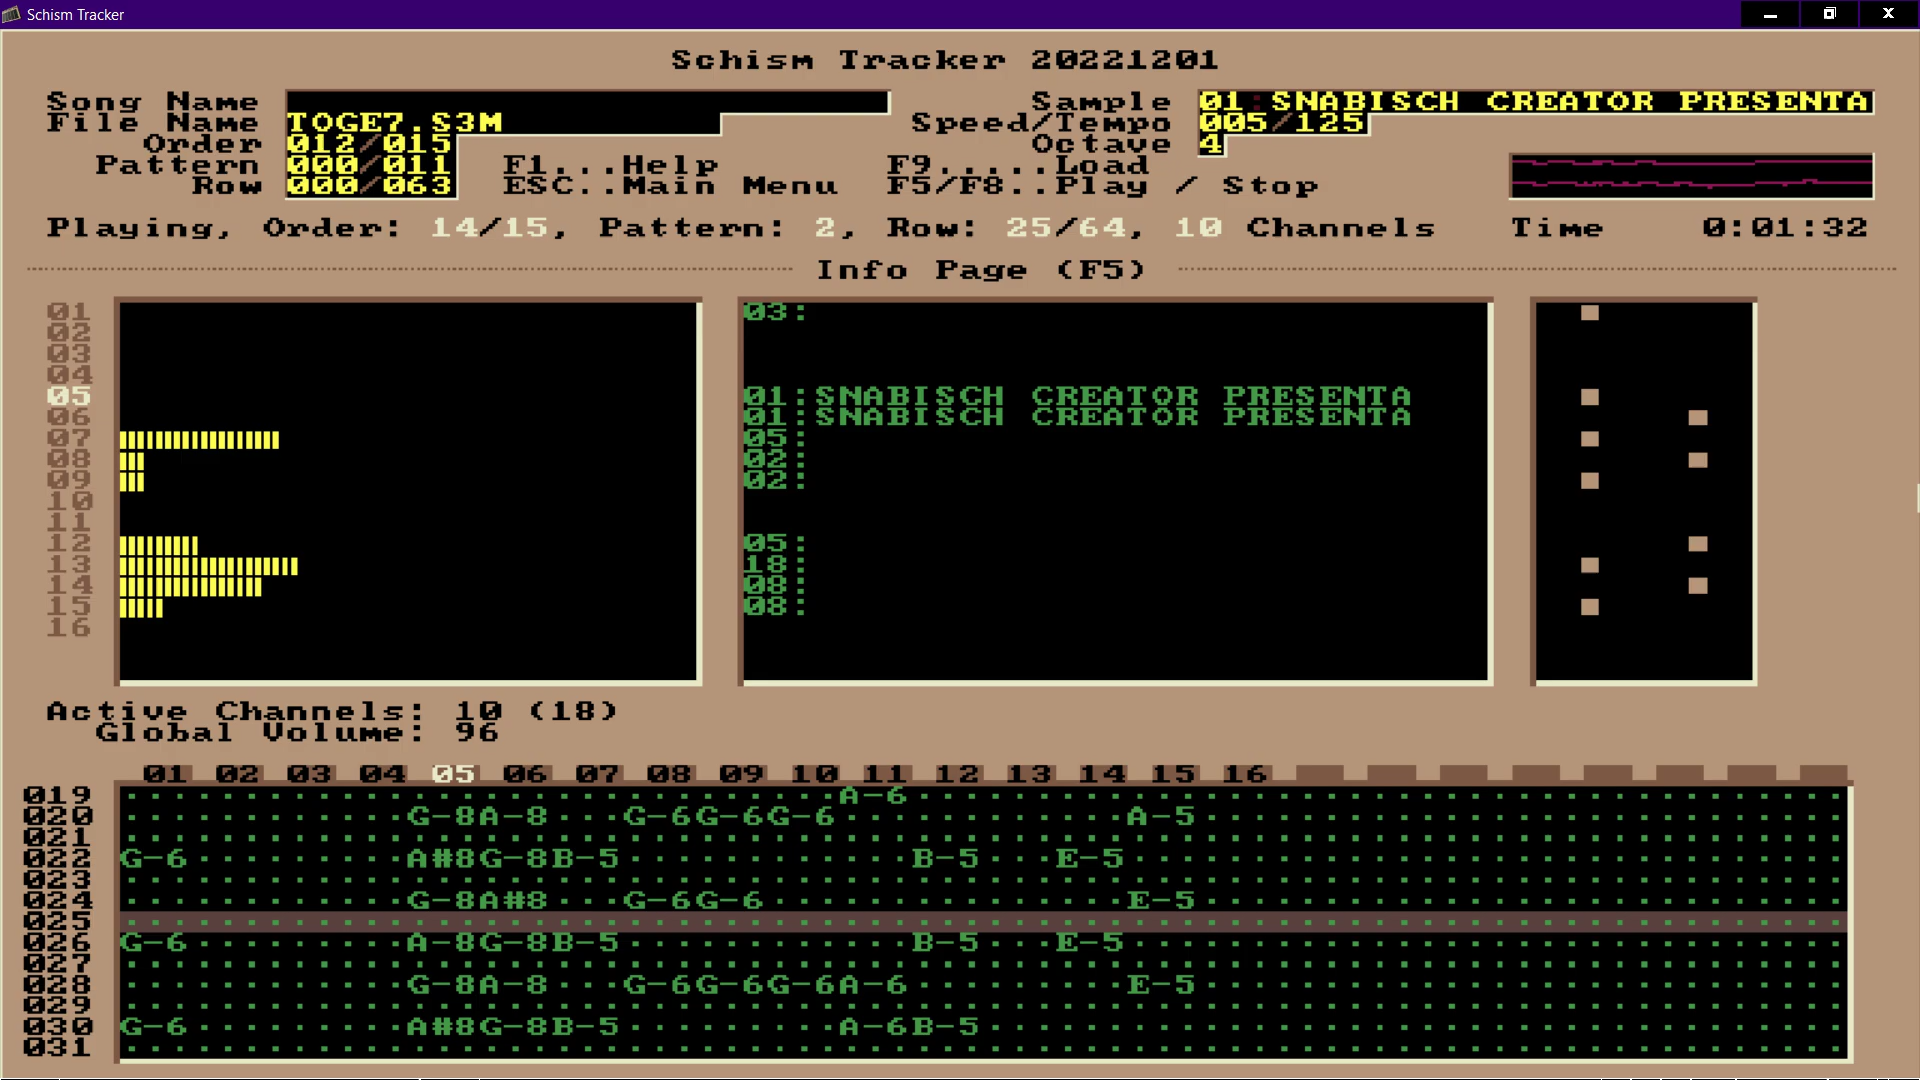 Schism Tracker
Schism Tracker 20221201
Song Name
Sample 01:SNABISCH CREATOR PRESENTA
File Name TOGE7.S3M
Speed/Tempo 005/125
Order 012/015
Octave 4
Pattern 000/011
F1...Help F9.....Load
Row 000/063
ESC..Main Menu F5/F8..Play / Stop
Playing, Order: 14/15, Pattern: 2, Row: 25/64, 10 Channels Time 0:01:32
Info Page (F5)
01 03:
02
03
04
05 01:SNABISCH CREATOR PRESENTA
06 01:SNABISCH CREATOR PRESENTA
07 05:
08 02:
09 02:
10
11
12 05:
13 18:
14 08:
15 08:
16
Active Channels: 10 (18)
Global Volume: 96
01 02 03 04 05 06 07 08 09 10 11 12 13 14 15 16
019 A-6
020 G-8 A-8 G-6 G-6 G-6 A-5
021
022 G-6 A#8 G-8 B-5 B-5 E-5
023
024 G-8 A#8 G-6 G-6 E-5
025
026 G-6 A-8 G-8 B-5 B-5 E-5
027
028 G-8 A-8 G-6 G-6 G-6 A-6 E-5
029
030 G-6 A#8 G-8 B-5 A-6 B-5
031